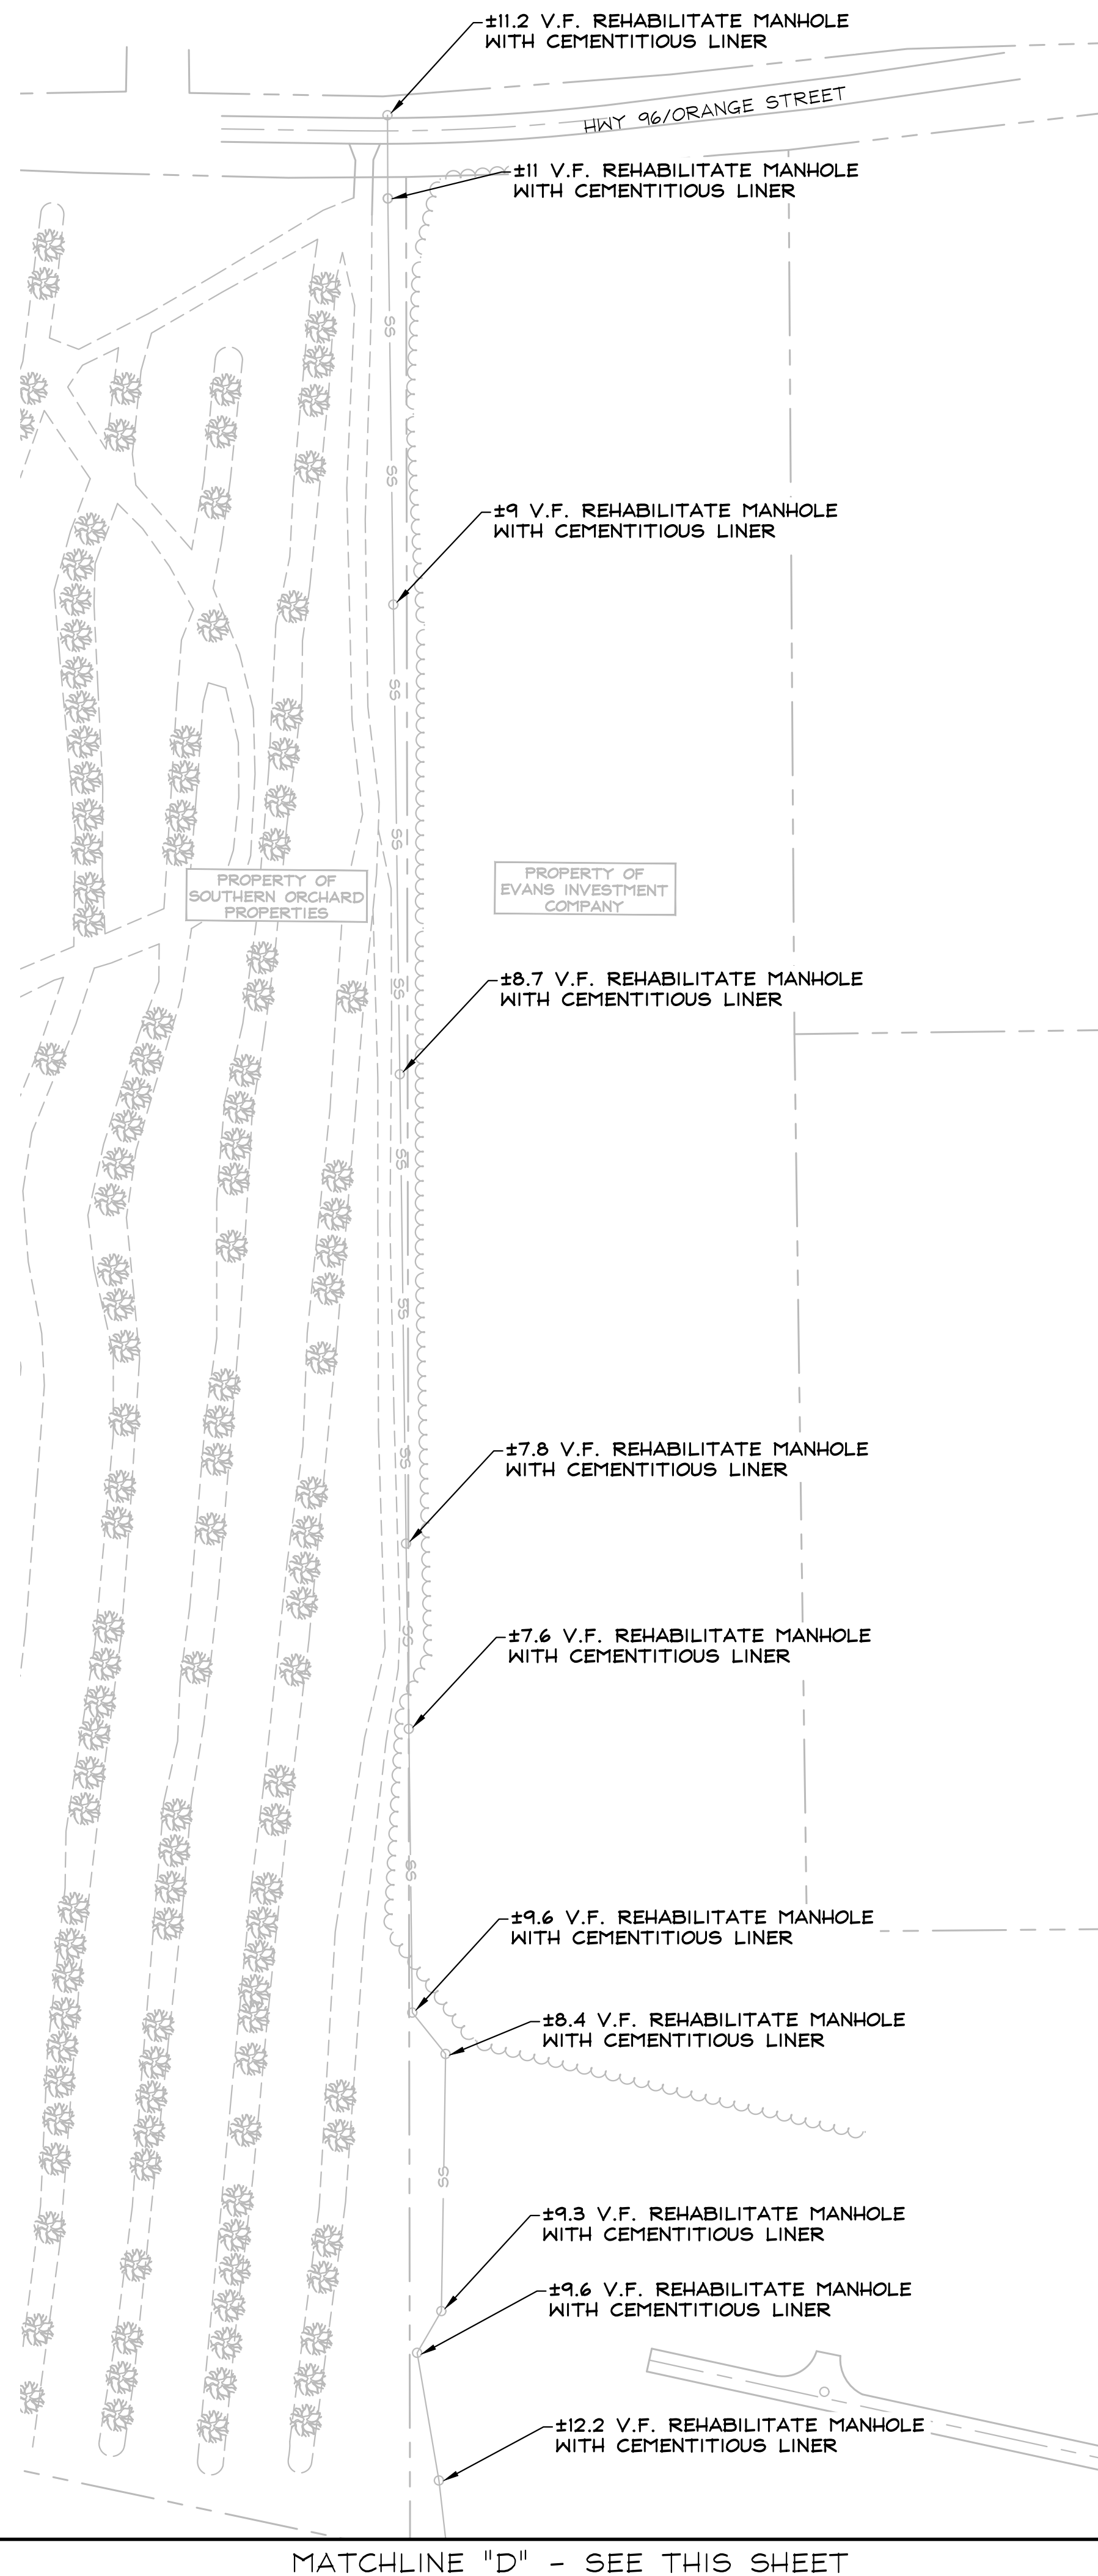 ±11.2 V.F. REHABILITATE MANHOLE
WITH CEMENTITIOUS LINER
HWY 96/ORANGE STREET
±11 V.F. REHABILITATE MANHOLE
WITH CEMENTITIOUS LINER
SS
SS
±9 V.F. REHABILITATE MANHOLE
WITH CEMENTITIOUS LINER
SS
SS
PROPERTY OF
SOUTHERN ORCHARD
PROPERTIES
PROPERTY OF
EVANS INVESTMENT
COMPANY
±8.7 V.F. REHABILITATE MANHOLE
WITH CEMENTITIOUS LINER
SS
SS
SS
±7.8 V.F. REHABILITATE MANHOLE
WITH CEMENTITIOUS LINER
SS
±7.6 V.F. REHABILITATE MANHOLE
WITH CEMENTITIOUS LINER
SS
SS
±9.6 V.F. REHABILITATE MANHOLE
WITH CEMENTITIOUS LINER
±8.4 V.F. REHABILITATE MANHOLE
WITH CEMENTITIOUS LINER
SS
±9.3 V.F. REHABILITATE MANHOLE
WITH CEMENTITIOUS LINER
±9.6 V.F. REHABILITATE MANHOLE
WITH CEMENTITIOUS LINER
±12.2 V.F. REHABILITATE MANHOLE
WITH CEMENTITIOUS LINER
MATCHLINE "D" - SEE THIS SHEET